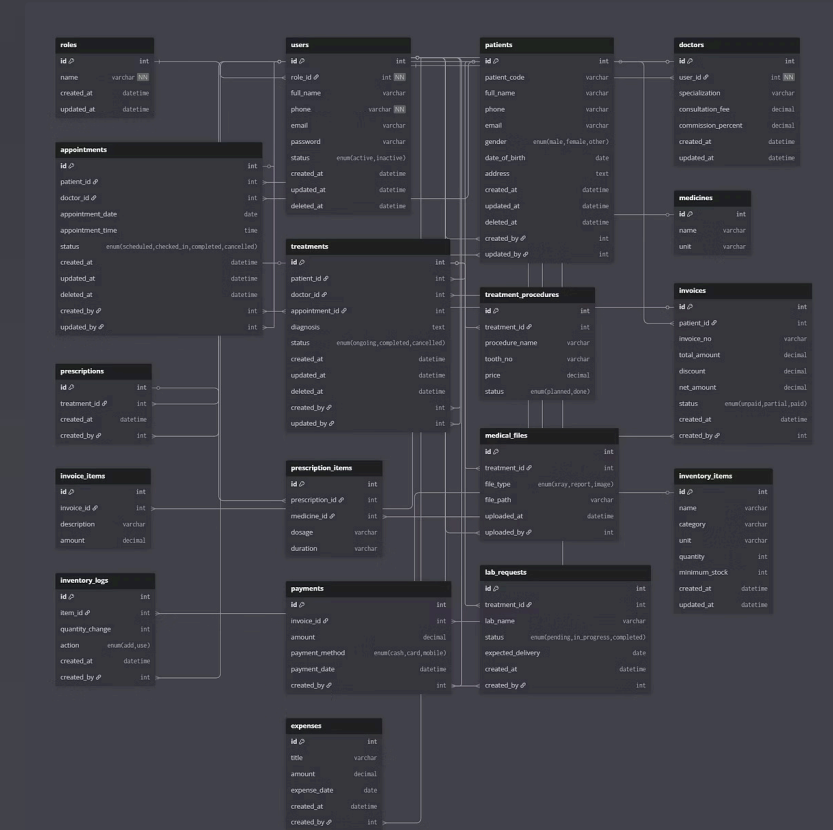 roles
id int
name varchar NN
created_at datetime
updated_at datetime
users
id int
role_id int NN
full_name varchar
phone varchar NN
email varchar
password varchar
status enum(active,inactive)
created_at datetime
updated_at datetime
deleted_at datetime
patients
id int
patient_code varchar
full_name varchar
phone varchar
email varchar
gender enum(male,female,other)
date_of_birth date
address text
created_at datetime
updated_at datetime
deleted_at datetime
created_by int
updated_by int
doctors
id int
user_id int NN
specialization varchar
consultation_fee decimal
commission_percent decimal
created_at datetime
updated_at datetime
appointments
id int
patient_id int
doctor_id int
appointment_date date
appointment_time time
status enum(scheduled,checked_in,completed,cancelled)
created_at datetime
updated_at datetime
deleted_at datetime
created_by int
updated_by int
medicines
id int
name varchar
unit varchar
treatments
id int
patient_id int
doctor_id int
appointment_id int
diagnosis text
status enum(ongoing,completed,cancelled)
created_at datetime
updated_at datetime
deleted_at datetime
created_by int
updated_by int
treatment_procedures
id int
treatment_id int
procedure_name varchar
tooth_no varchar
price decimal
status enum(planned,done)
invoices
id int
patient_id int
invoice_no varchar
total_amount decimal
discount decimal
net_amount decimal
status enum(unpaid,partial,paid)
created_at datetime
created_by int
prescriptions
id int
treatment_id int
created_at datetime
created_by int
medical_files
id int
treatment_id int
file_type enum(xray,report,image)
file_path varchar
uploaded_at datetime
uploaded_by int
invoice_items
id int
invoice_id int
description varchar
amount decimal
prescription_items
id int
prescription_id int
medicine_id int
dosage varchar
duration varchar
inventory_items
id int
name varchar
category varchar
unit varchar
quantity int
minimum_stock int
created_at datetime
updated_at datetime
inventory_logs
id int
item_id int
quantity_change int
action enum(add,use)
created_at datetime
created_by int
payments
id int
invoice_id int
amount decimal
payment_method enum(cash,card,mobile)
payment_date datetime
created_by int
lab_requests
id int
treatment_id int
lab_name varchar
status enum(pending,in_progress,completed)
expected_delivery date
created_at datetime
created_by int
expenses
id int
title varchar
amount decimal
expense_date date
created_at datetime
created_by int